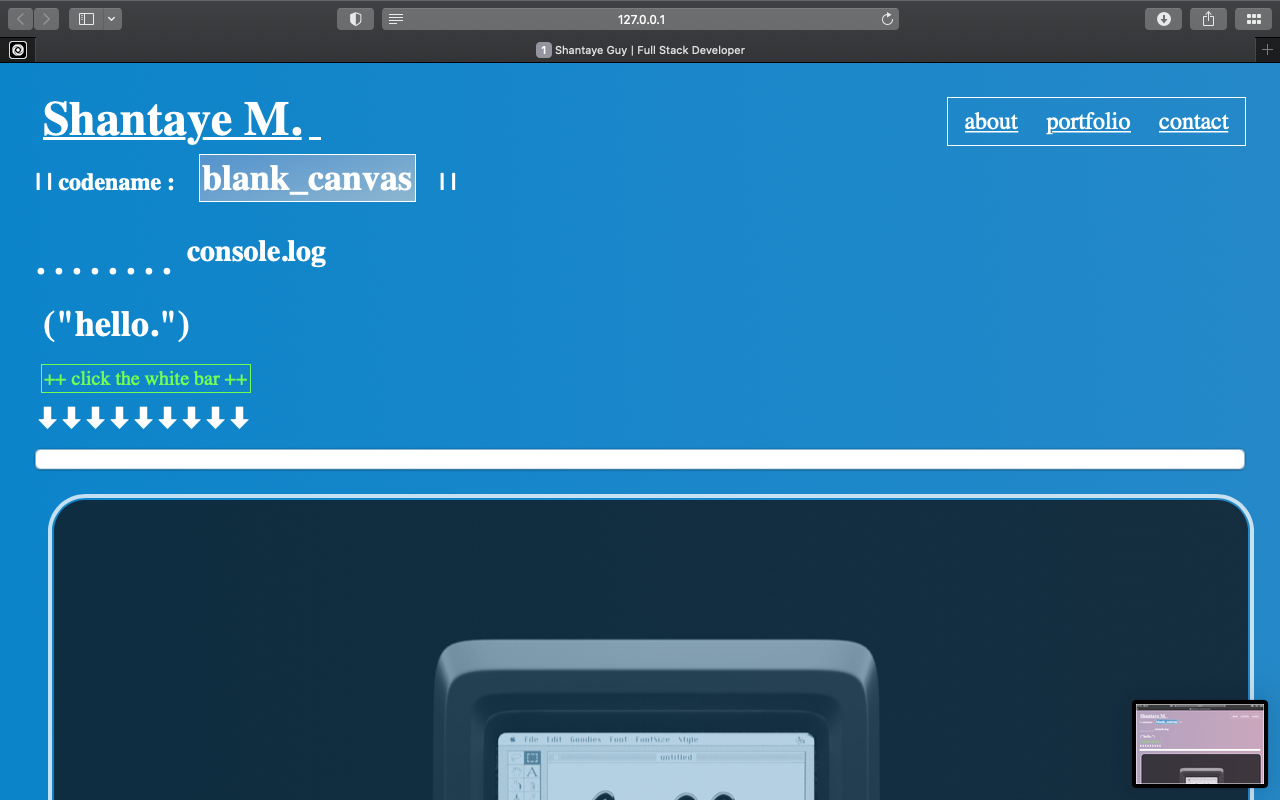 127.0.0.1
1 Shantaye Guy | Full Stack Developer
Shantaye M. _
about portfolio contact
| | codename : blank_canvas | |
. . . . . . . . console.log
("hello.")
++ click the white bar ++
File Edit Goodies Font FontSize Style
untitled
Shantaye M.